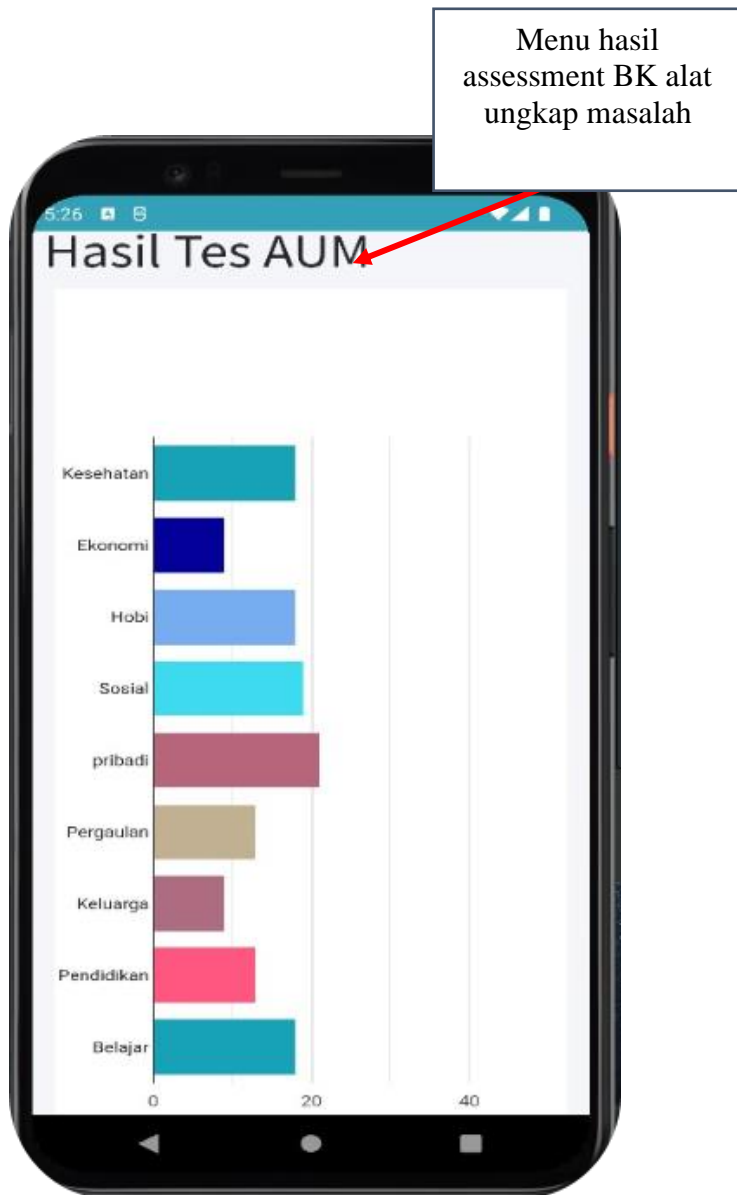 Menu hasil
assessment BK alat
ungkap masalah
5:26
Hasil Tes AUM
Kesehatan
Ekonomi
Hobi
Sosial
pribadi
Pergaulan
Keluarga
Pendidikan
Belajar
0 20 40